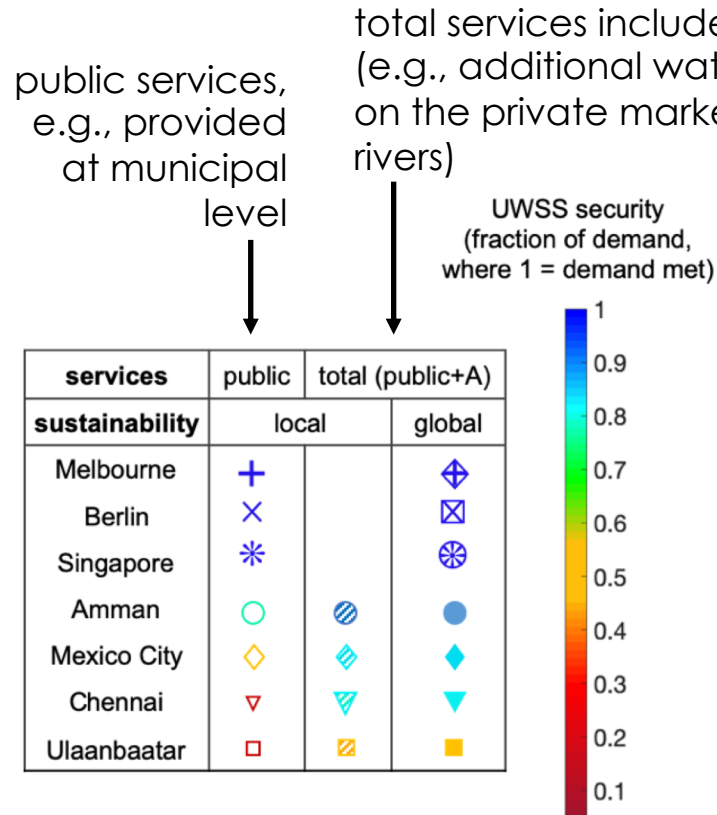 public services,
e.g., provided
at municipal
level
total services include
(e.g., additional wat
on the private marke
rivers)
UWSS security
(fraction of demand,
where 1 = demand met)
services public total (public+A)
sustainability local global
Melbourne
Berlin
Singapore
Amman
Mexico City
Chennai
Ulaanbaatar
1
0.9
0.8
0.7
0.6
0.5
0.4
0.3
0.2
0.1